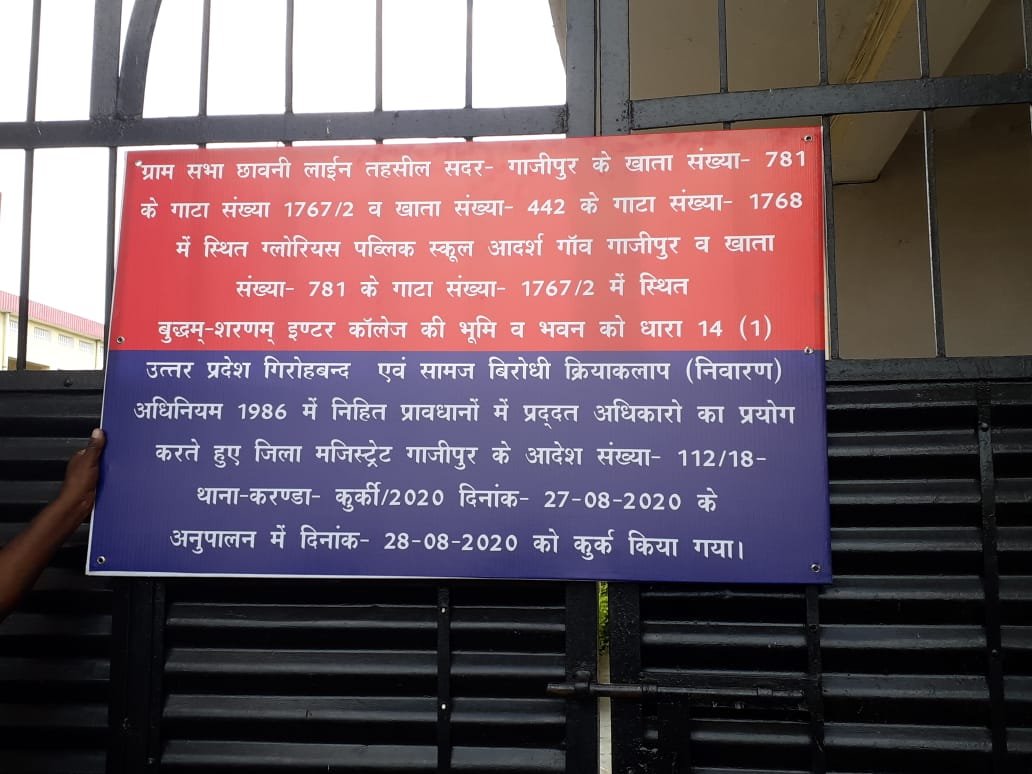 ग्राम सभा छावनी लाईन तहसील सदर- गाजीपुर के खाता संख्या- 781
के गाटा संख्या 1767/2 व खाता संख्या- 442 के गाटा संख्या- 1768
में स्थित ग्लोरियस पब्लिक स्कूल आदर्श गॉव गाजीपुर व खाता
संख्या- 781 के गाटा संख्या- 1767/2 में स्थित
बुद्धम्-शरणम् इण्टर कॉलेज की भूमि व भवन को धारा 14 (1)
उत्तर प्रदेश गिरोहबन्द एवं सामज बिरोधी क्रियाकलाप (निवारण)
अधिनियम 1986 में निहित प्रावधानों में प्रद्दत अधिकारो का प्रयोग
करते हुए जिला मजिस्ट्रेट गाजीपुर के आदेश संख्या- 112/18-
थाना-करण्डा- कुर्की/2020 दिनांक- 27-08-2020 के
अनुपालन में दिनांक- 28-08-2020 को कुर्क किया गया।